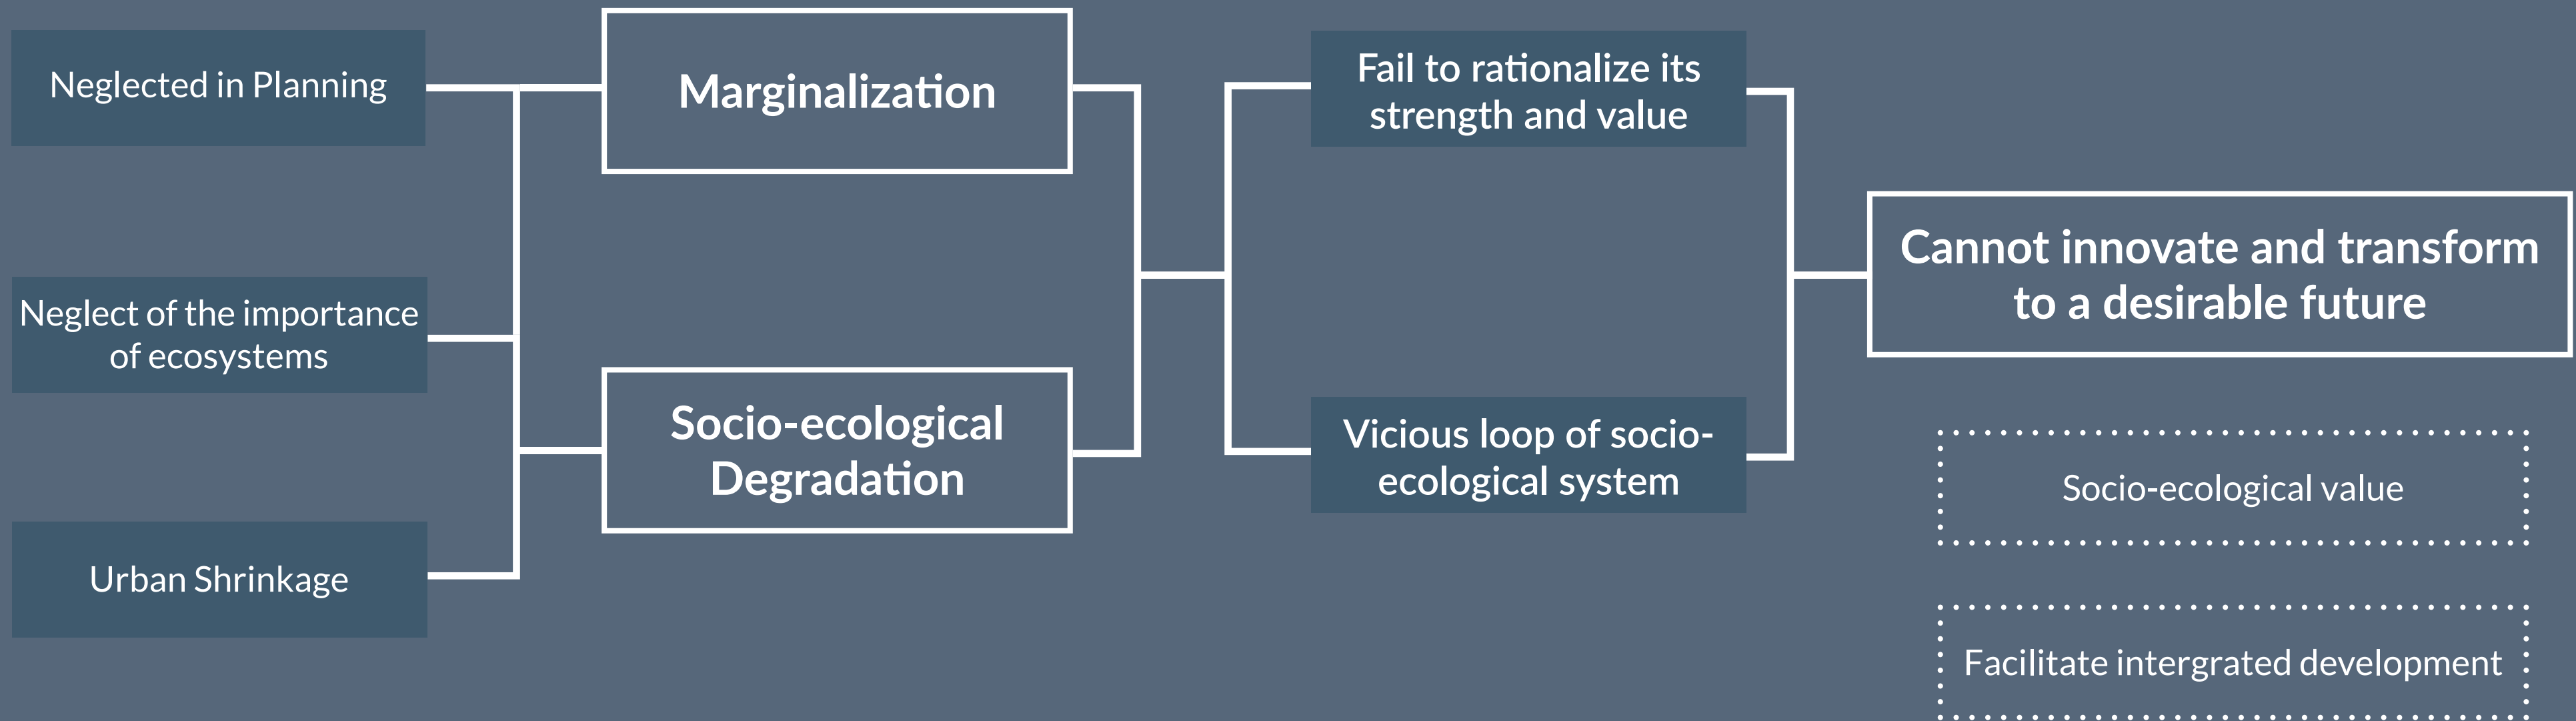 Neglected in Planning
Neglect of the importance
of ecosystems
Urban Shrinkage
Marginalization
Socio-ecological
Degradation
Fail to rationalize its
strength and value
Vicious loop of socio-
ecological system
Cannot innovate and transform
to a desirable future
Socio-ecological value
Facilitate intergrated development